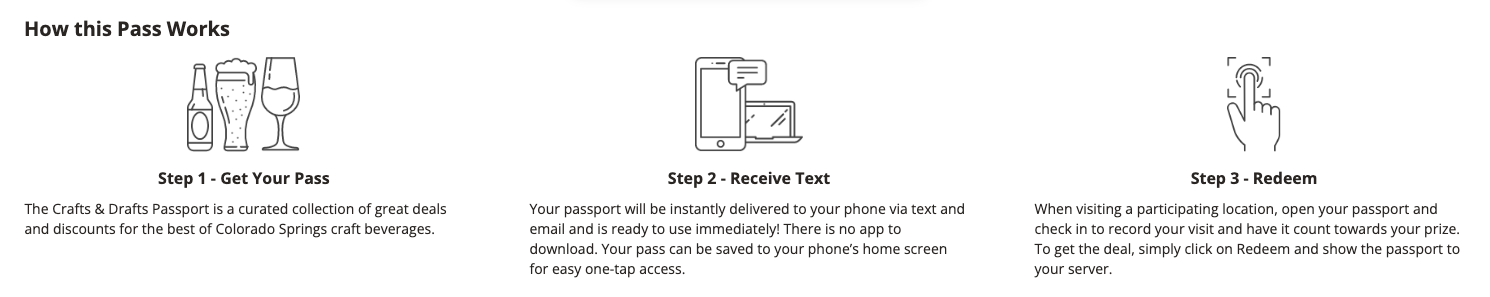 How this Pass Works
Step 1 - Get Your Pass
The Crafts & Drafts Passport is a curated collection of great deals
and discounts for the best of Colorado Springs craft beverages.
Step 2 - Receive Text
Your passport will be instantly delivered to your phone via text and
email and is ready to use immediately! There is no app to
download. Your pass can be saved to your phone’s home screen
for easy one-tap access.
Step 3 - Redeem
When visiting a participating location, open your passport and
check in to record your visit and have it count towards your prize.
To get the deal, simply click on Redeem and show the passport to
your server.